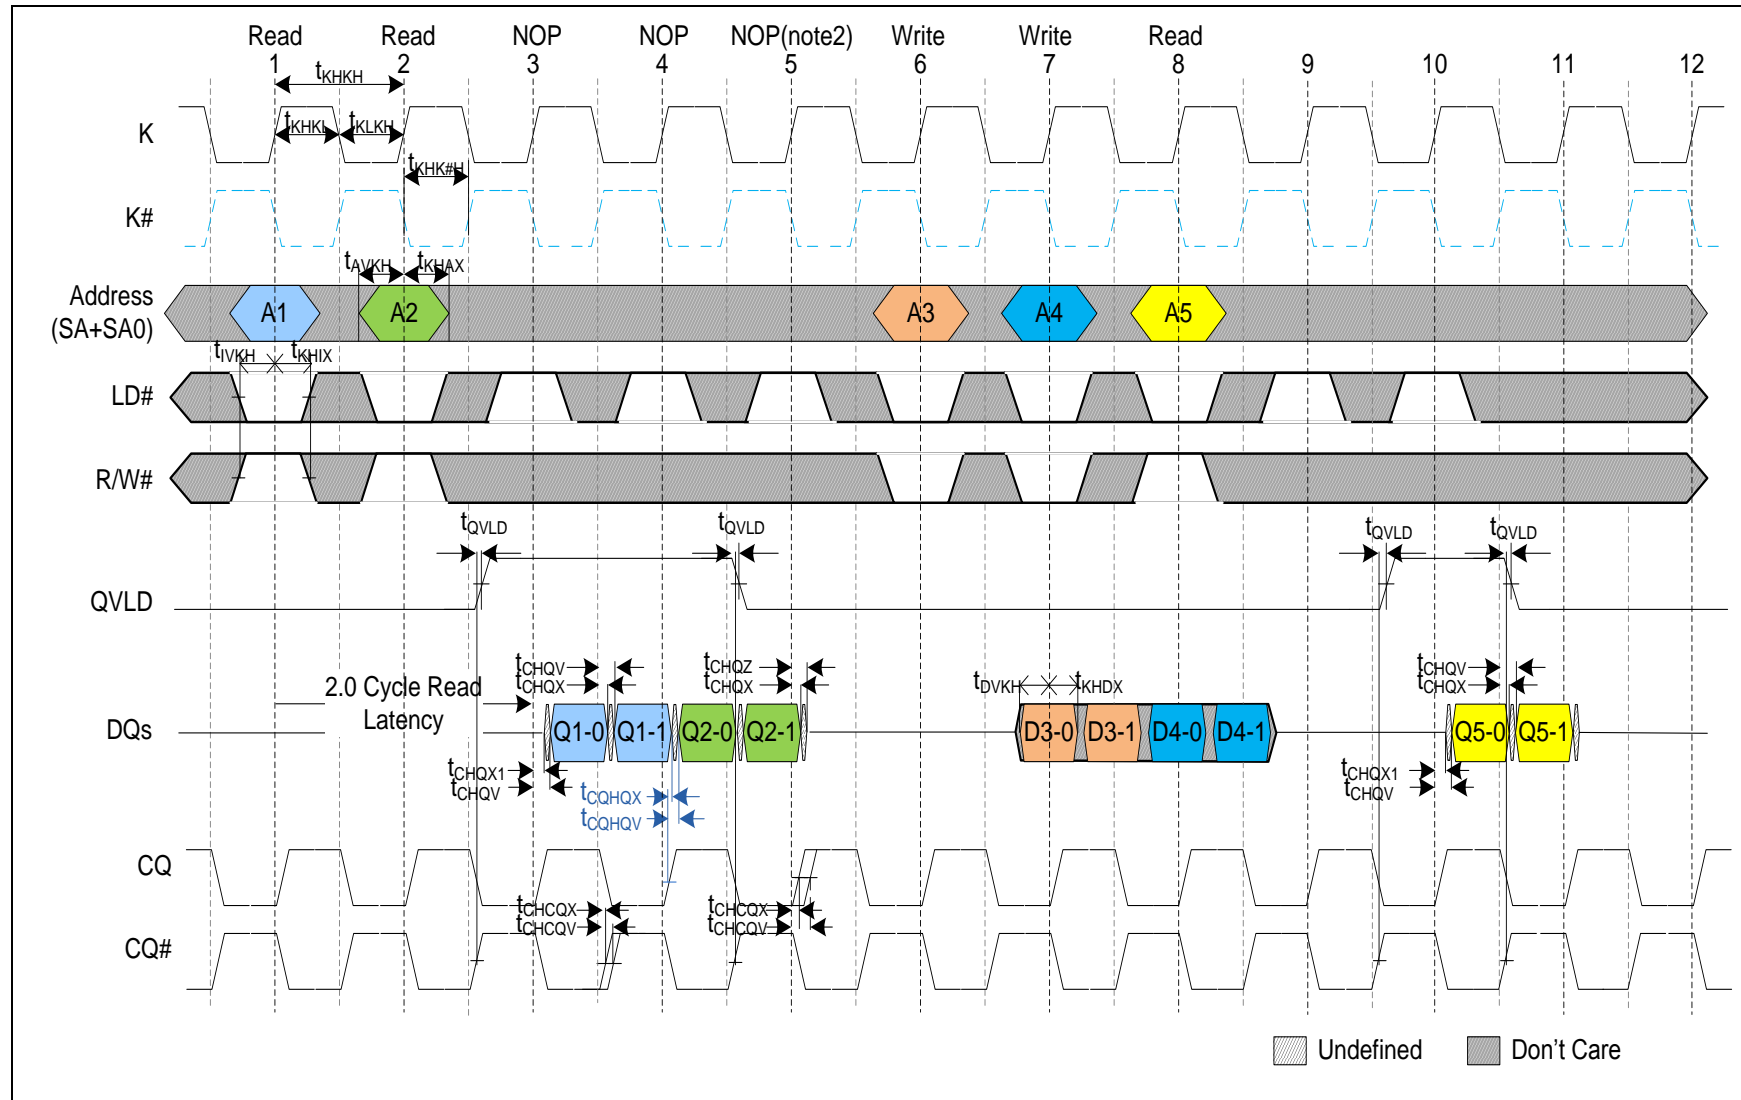 Read Read NOP NOP NOP(note2) Write Write Read
1 2 3 4 5 6 7 8 9 10 11 12
tKHKH
K
tKHKL tKLKH
tKHK#H
K#
tAVKH tKHAX
Address
(SA+SA0)
A1 A2 A3 A4 A5
tIVKH tKHIX
LD#
R/W#
tQVLD tQVLD tQVLD tQVLD
QVLD
tCHQV tCHQZ tCHQV
tCHQX tCHQX tDVKH tKHDX tCHQX
2.0 Cycle Read
Latency
DQs
Q1-0 Q1-1 Q2-0 Q2-1 D3-0 D3-1 D4-0 D4-1 Q5-0 Q5-1
tCHQX1 tCHQX1
tCHQV tCHQV
tCQHQX
tCQHQV
CQ
tCHCQX tCHCQX
tCHCQV tCHCQV
CQ#
Undefined Don't Care